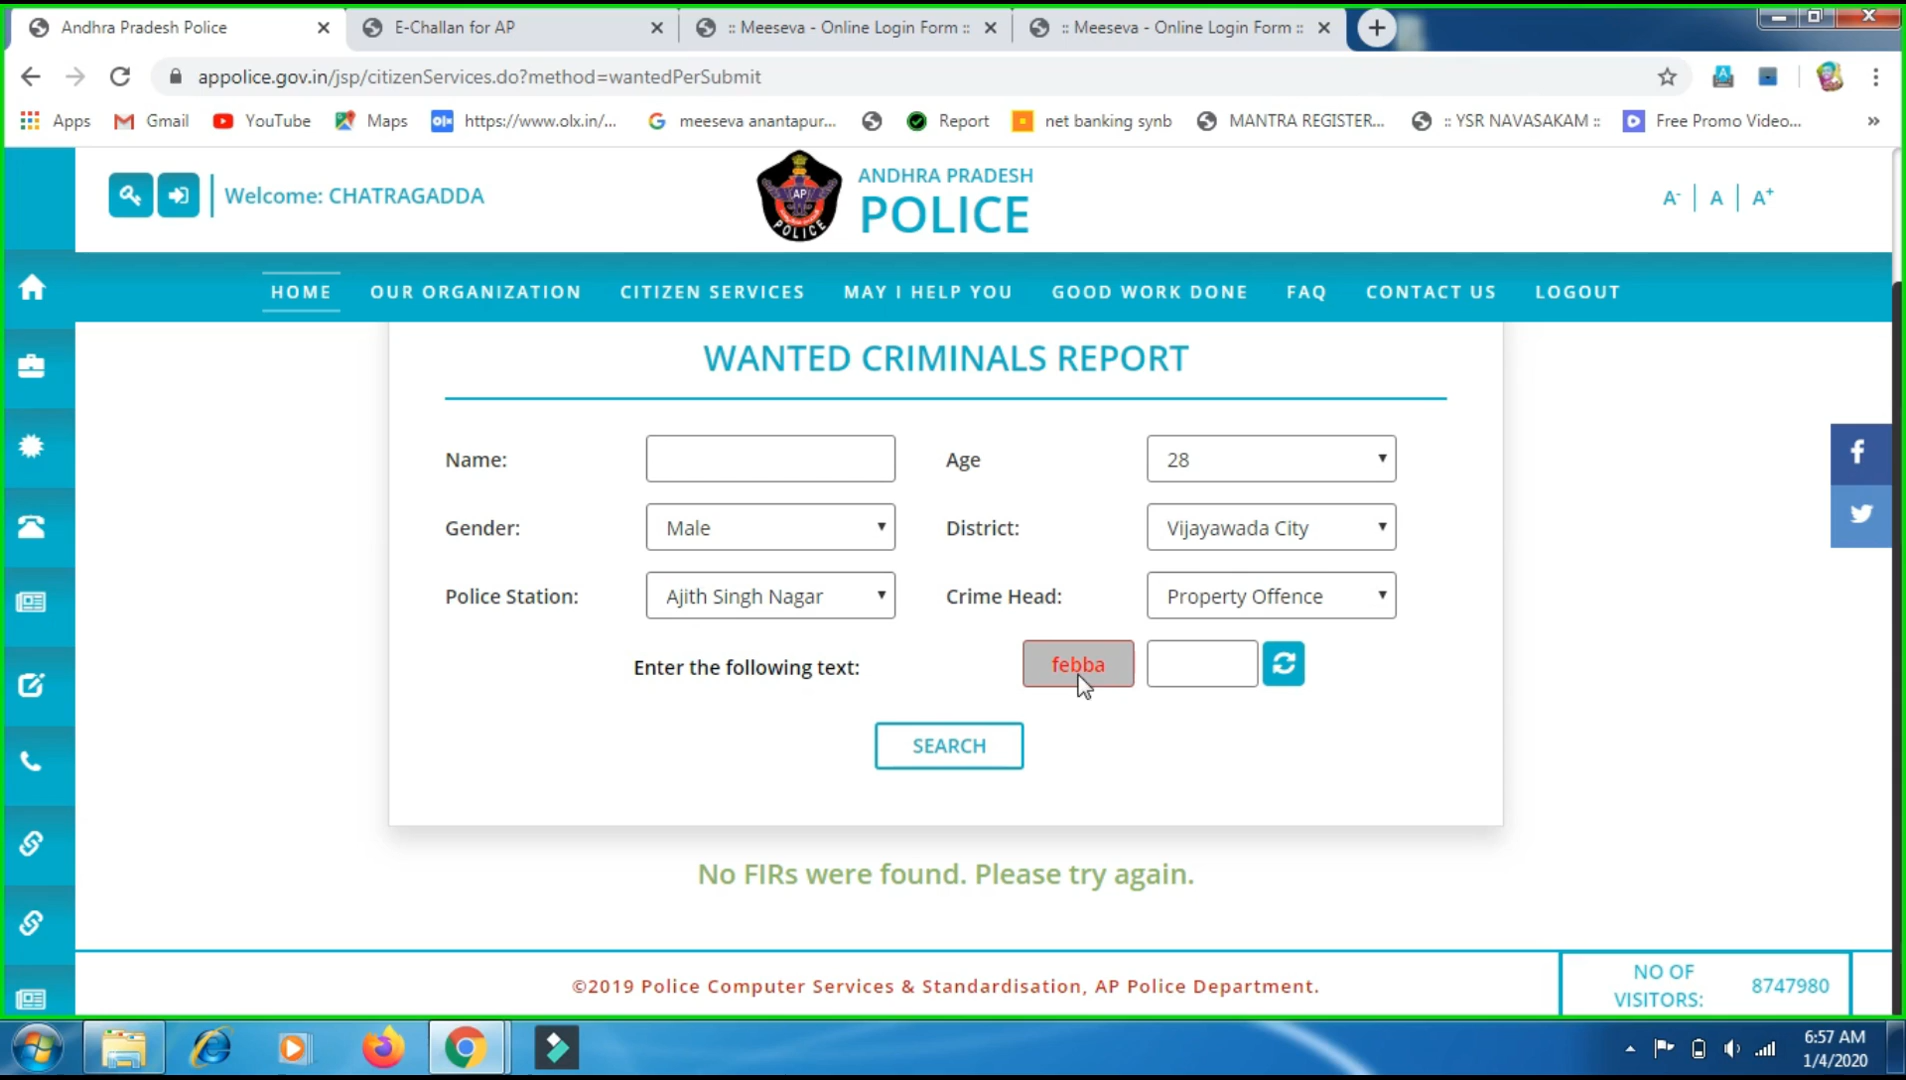 Andhra Pradesh Police
E-Challan for AP
:: Meeseva - Online Login Form ::
:: Meeseva - Online Login Form ::
appolice.gov.in/jsp/citizenServices.do?method=wantedPerSubmit
Apps
Gmail
YouTube
Maps
olx
https://www.olx.in/...
meeseva anantapur...
Report
net banking synb
MANTRA REGISTER...
:: YSR NAVASAKAM ::
Free Promo Video...
»
Welcome: CHATRAGADDA
AP
POLICE
ANDHRA PRADESH
POLICE
A- | A | A+
HOME
OUR ORGANIZATION
CITIZEN SERVICES
MAY I HELP YOU
GOOD WORK DONE
FAQ
CONTACT US
LOGOUT
WANTED CRIMINALS REPORT
Name:
Age
28
Gender:
Male
District:
Vijayawada City
Police Station:
Ajith Singh Nagar
Crime Head:
Property Offence
Enter the following text:
febba
SEARCH
No FIRs were found. Please try again.
©2019 Police Computer Services & Standardisation, AP Police Department.
NO OF
VISITORS:
8747980
6:57 AM
1/4/2020